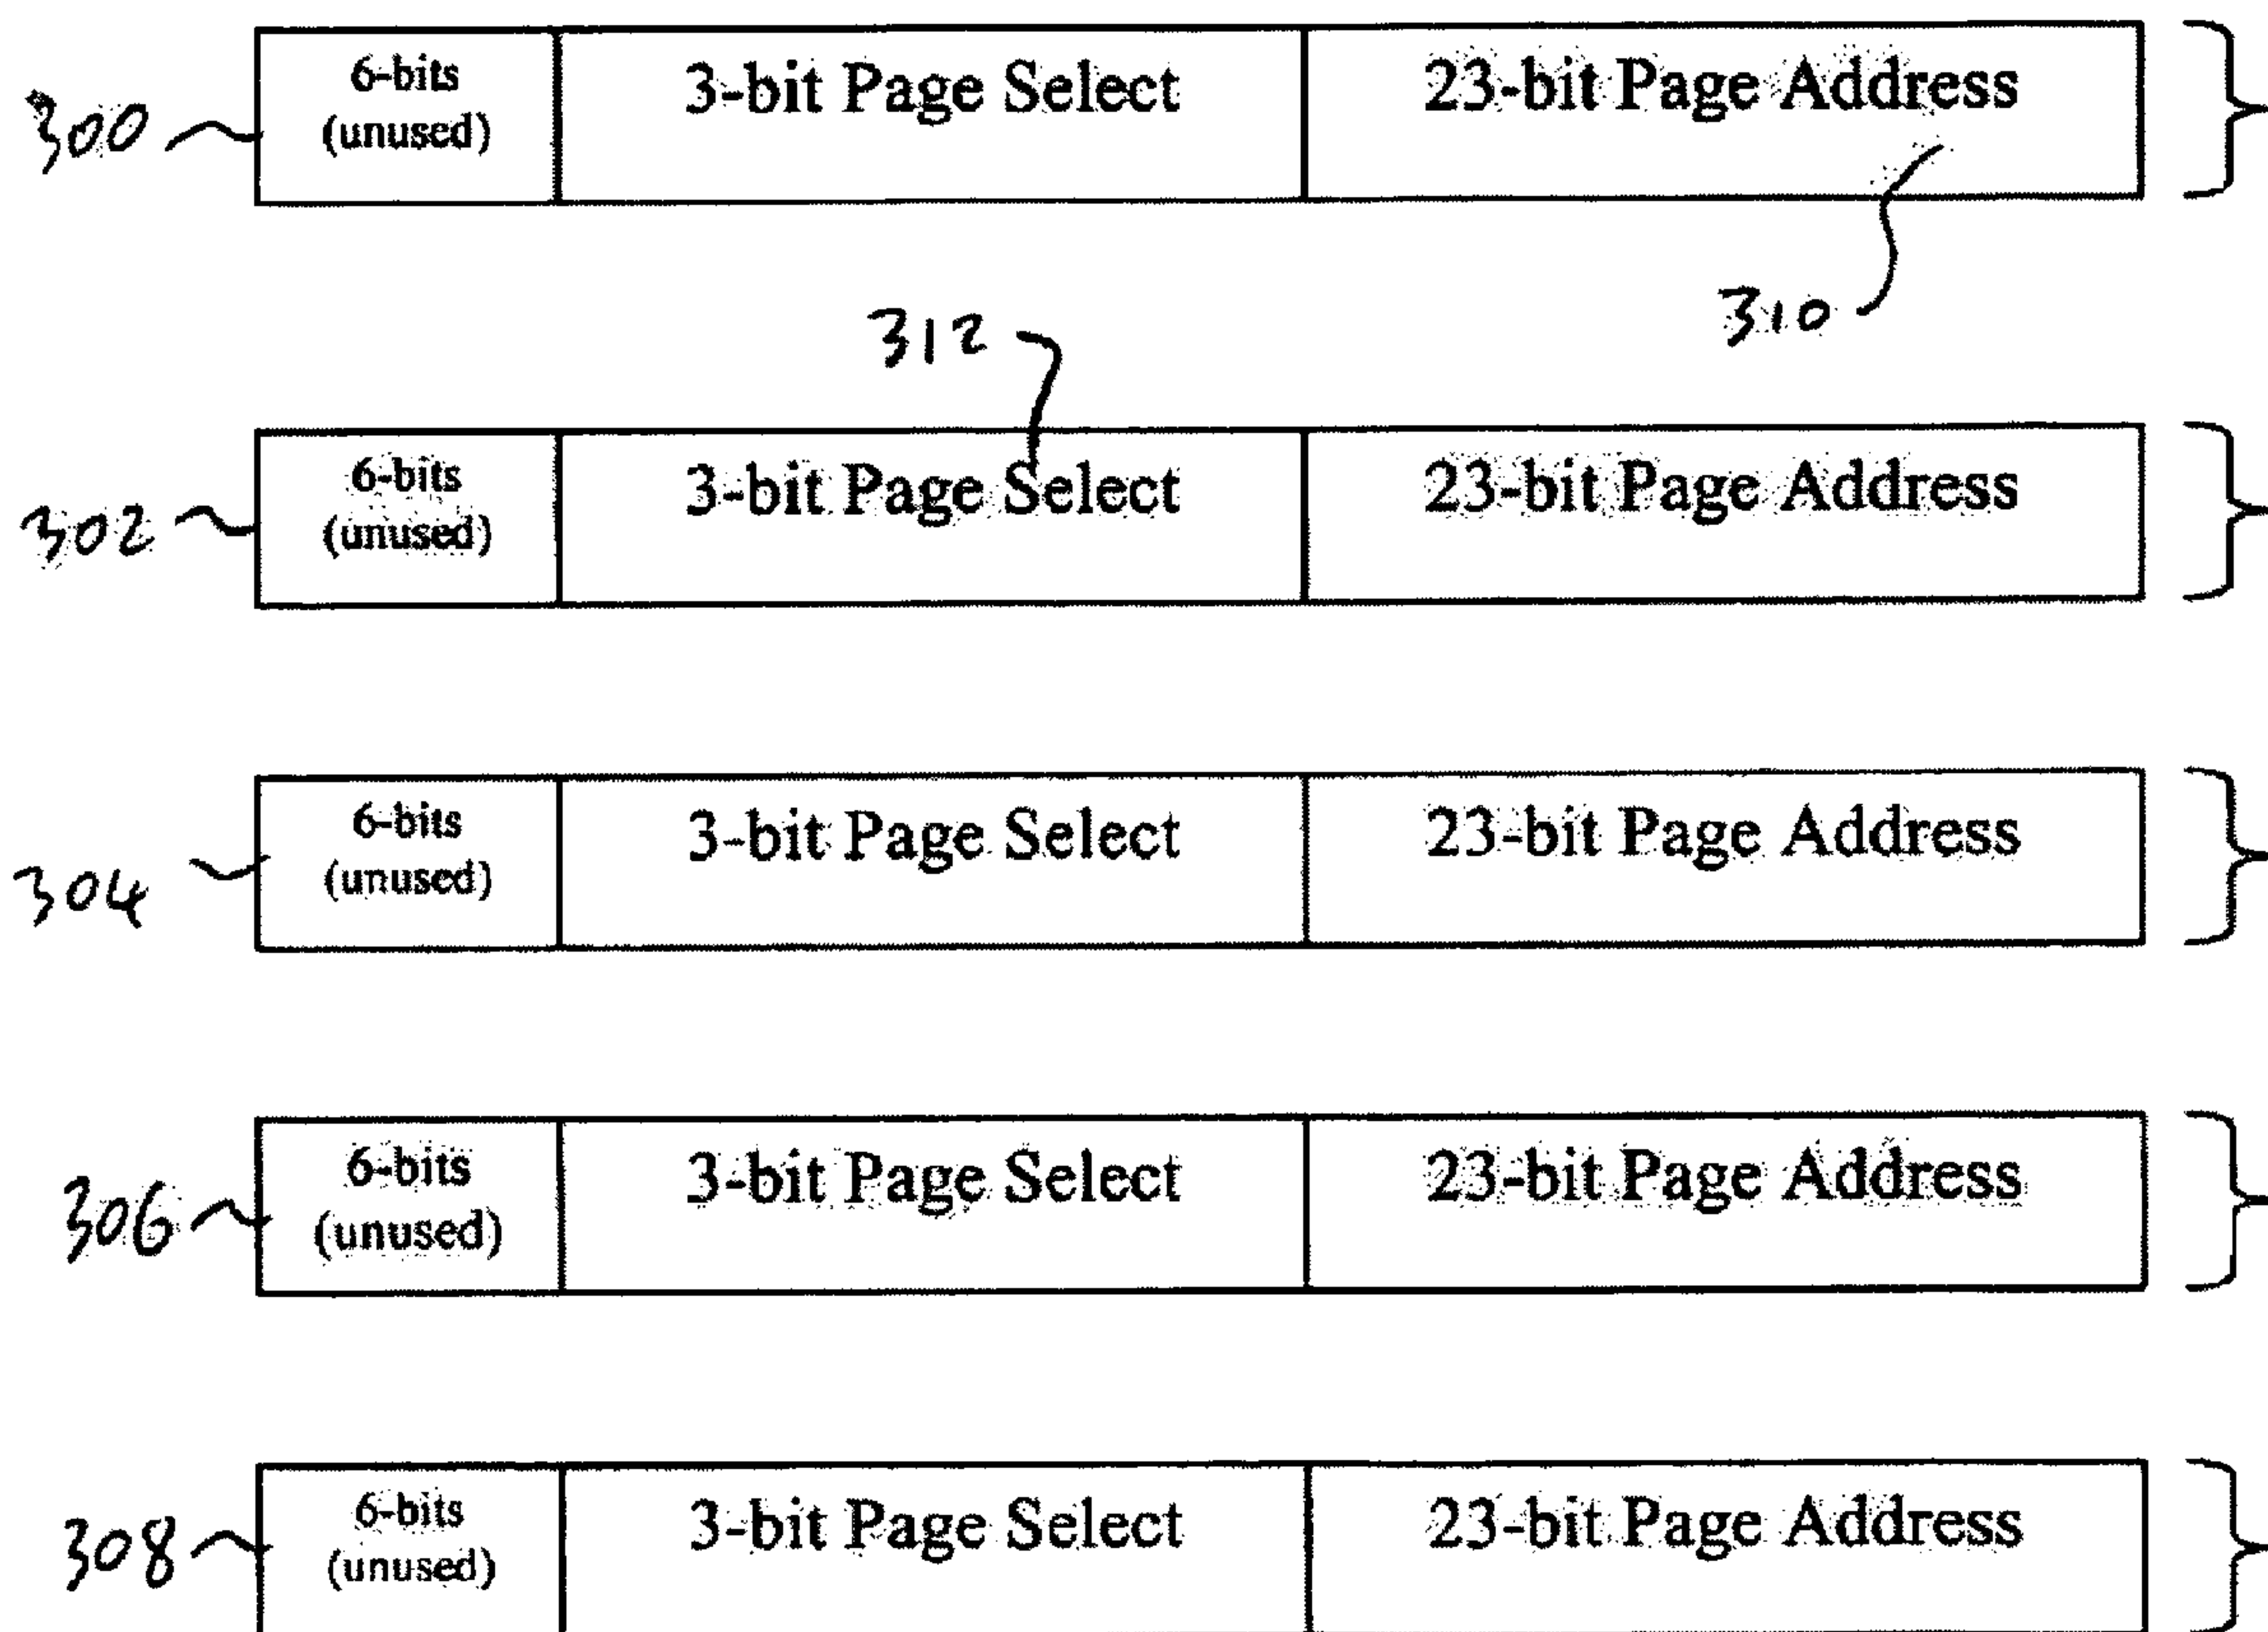 6-bits
(unused)
3-bit Page Select
23-bit Page Address
300
310
312
6-bits
(unused)
3-bit Page Select
23-bit Page Address
302
6-bits
(unused)
3-bit Page Select
23-bit Page Address
304
6-bits
(unused)
3-bit Page Select
23-bit Page Address
306
6-bits
(unused)
3-bit Page Select
23-bit Page Address
308